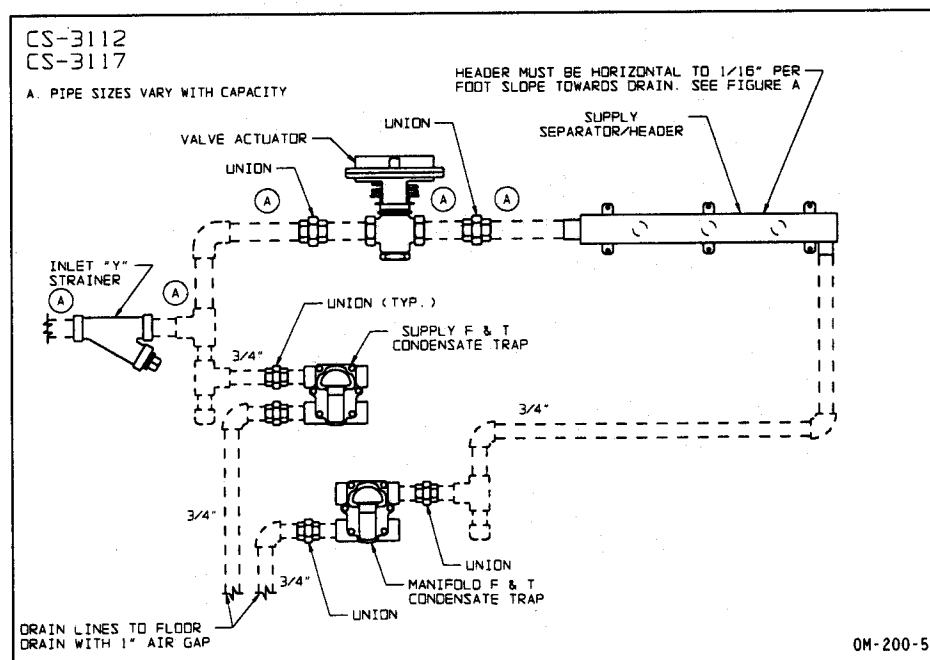 CS-3112
CS-3117
A. PIPE SIZES VARY WITH CAPACITY
HEADER MUST BE HORIZONTAL TO 1/16" PER
FOOT SLOPE TOWARDS DRAIN. SEE FIGURE A
UNION
SUPPLY
SEPARATOR/HEADER
VALVE ACTUATOR
UNION
A
A
A
INLET "Y"
STRAINER
A
A
UNION (TYP.)
SUPPLY F & T
CONDENSATE TRAP
3/4"
3/4"
3/4"
UNION
3/4"
MANIFOLD F & T
CONDENSATE TRAP
UNION
DRAIN LINES TO FLOOR
DRAIN WITH 1" AIR GAP
OM-200-5